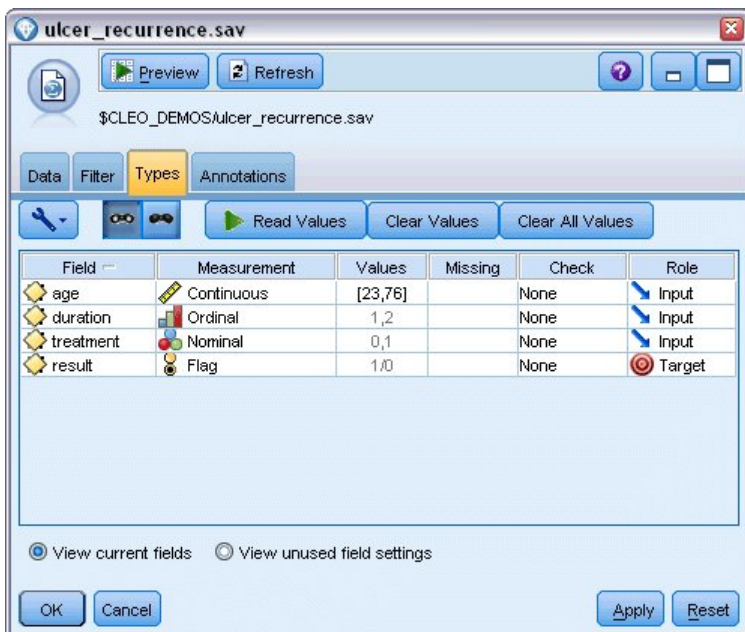 ulcer_recurrence.sav
Preview Refresh
$CLEO_DEMOS/ulcer_recurrence.sav
Data Filter Types Annotations
Read Values Clear Values Clear All Values
Field Measurement Values Missing Check Role
age Continuous [23,76] None Input
duration Ordinal 1,2 None Input
treatment Nominal 0,1 None Input
result Flag 1/0 None Target
View current fields View unused field settings
OK Cancel Apply Reset